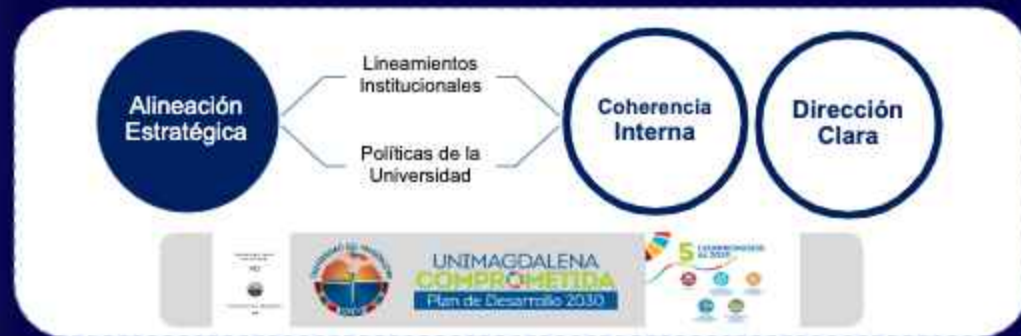 Alineación
Estratégica
Lineamientos
Institucionales
Políticas de la
Universidad
Coherencia
Interna
Dirección
Clara
UNIMAGDALENA
COMPROMETIDA
Plan de Desarrollo 2030
5